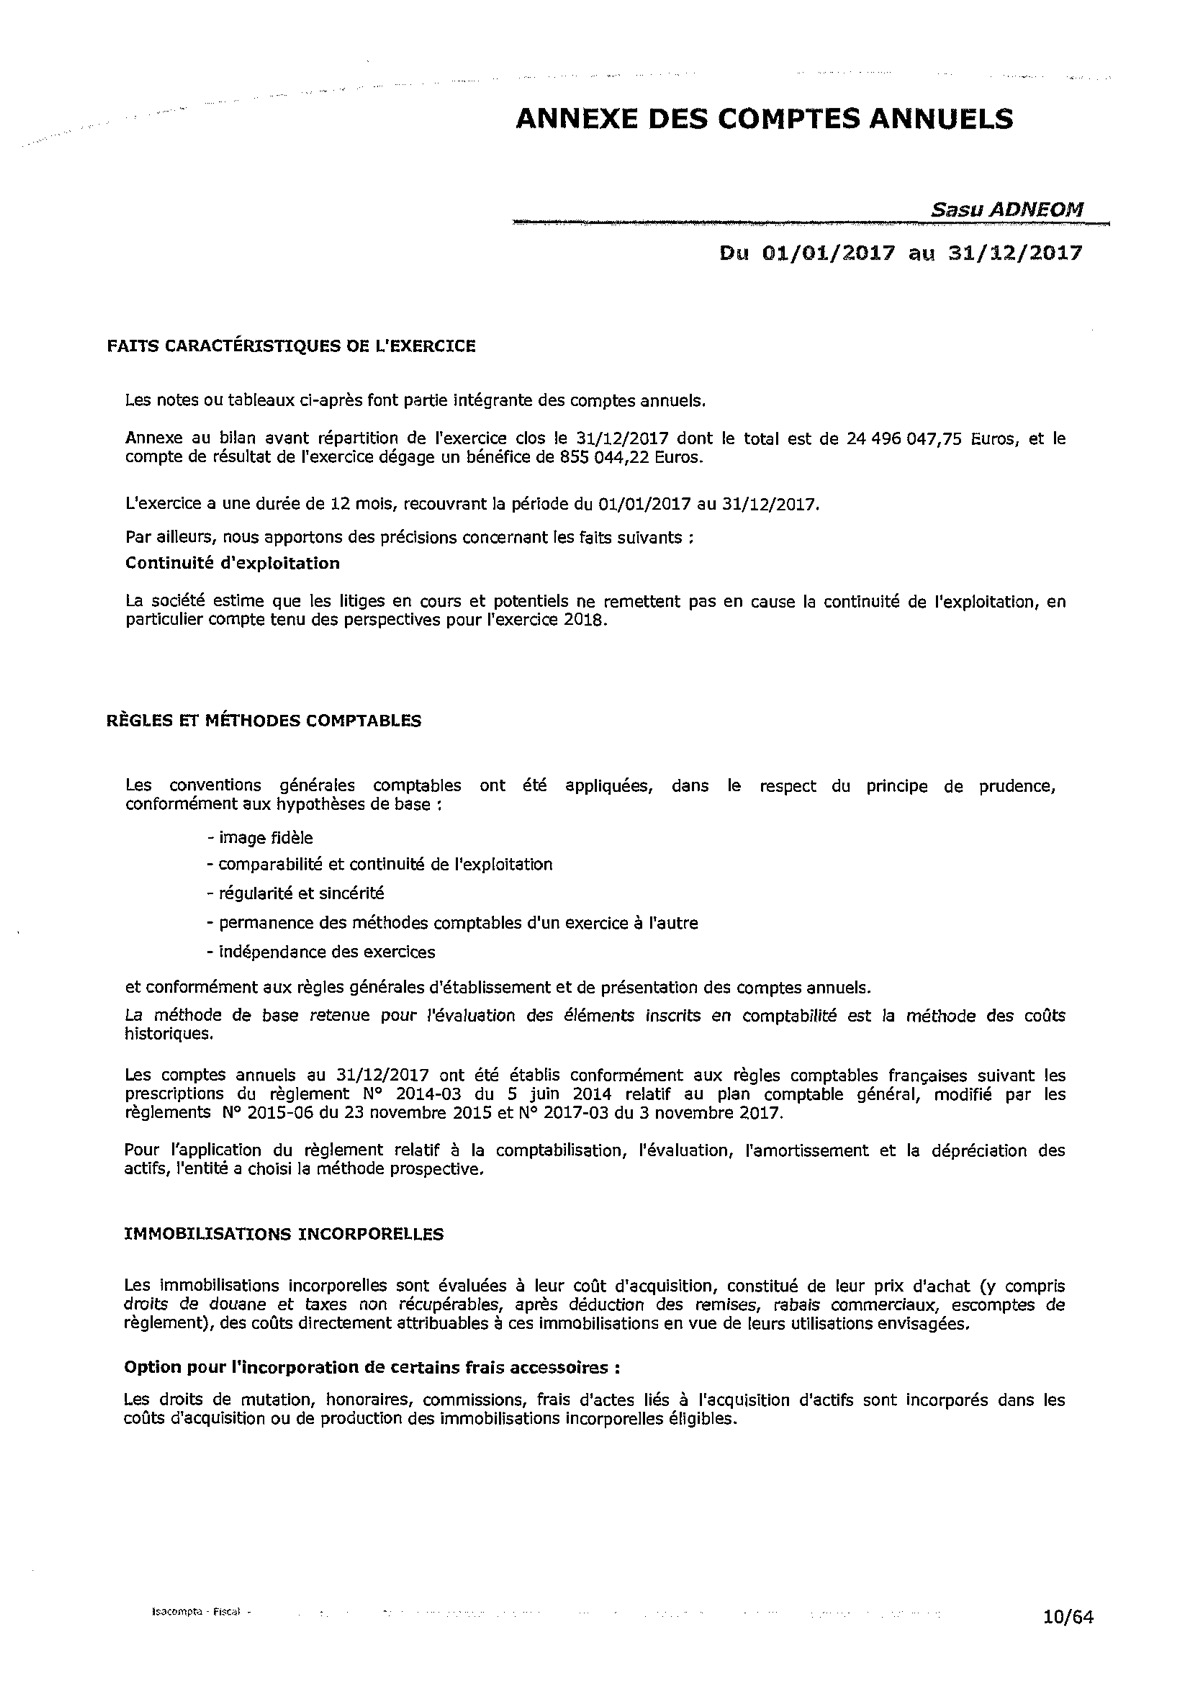 ANNEXE DES COMPTES ANNUELS
Sasu ADNEOM
Du 01/01/2017 au 31/12/2017
FAITS CARACTÉRISTIQUES DE L'EXERCICE
Les notes ou tableaux ci-après font partie intégrante des comptes annuels.
Annexe au bilan avant répartition de l'exercice clos le 31/12/2017 dont le total est de 24 496 047,75 Euros, et le
compte de résultat de l'exercice dégage un bénéfice de 855 044,22 Euros.
L'exercice a une durée de 12 mois, recouvrant la période du 01/01/2017 au 31/12/2017.
Par ailleurs, nous apportons des précisions concernant les faits suivants :
Continuité d'exploitation
La société estime que les litiges en cours et potentiels ne remettent pas en cause la continuité de l'exploitation, en
particulier compte tenu des perspectives pour l'exercice 2018.
RÈGLES ET MÉTHODES COMPTABLES
Les conventions générales comptables ont été appliquées, dans le respect du principe de prudence,
conformément aux hypothèses de base :
- image fidèle
- comparabilité et continuité de l'exploitation
- régularité et sincérité
- permanence des méthodes comptables d'un exercice à l'autre
- indépendance des exercices
et conformément aux règles générales d'établissement et de présentation des comptes annuels.
La méthode de base retenue pour l'évaluation des éléments inscrits en comptabilité est la méthode des coûts
historiques.
Les comptes annuels au 31/12/2017 ont été établis conformément aux règles comptables françaises suivant les
prescriptions du règlement N° 2014-03 du 5 juin 2014 relatif au plan comptable général, modifié par les
règlements N° 2015-06 du 23 novembre 2015 et N° 2017-03 du 3 novembre 2017.
Pour l'application du règlement relatif à la comptabilisation, l'évaluation, l'amortissement et la dépréciation des
actifs, l'entité a choisi la méthode prospective.
IMMOBILISATIONS INCORPORELLES
Les immobilisations incorporelles sont évaluées à leur coût d'acquisition, constitué de leur prix d'achat (y compris
droits de douane et taxes non récupérables, après déduction des remises, rabais commerciaux, escomptes de
règlement), des coûts directement attribuables à ces immobilisations en vue de leurs utilisations envisagées.
Option pour l'incorporation de certains frais accessoires :
Les droits de mutation, honoraires, commissions, frais d'actes liés à l'acquisition d'actifs sont incorporés dans les
coûts d'acquisition ou de production des immobilisations incorporelles éligibles.
Isacompta - Fiscal -
10/64